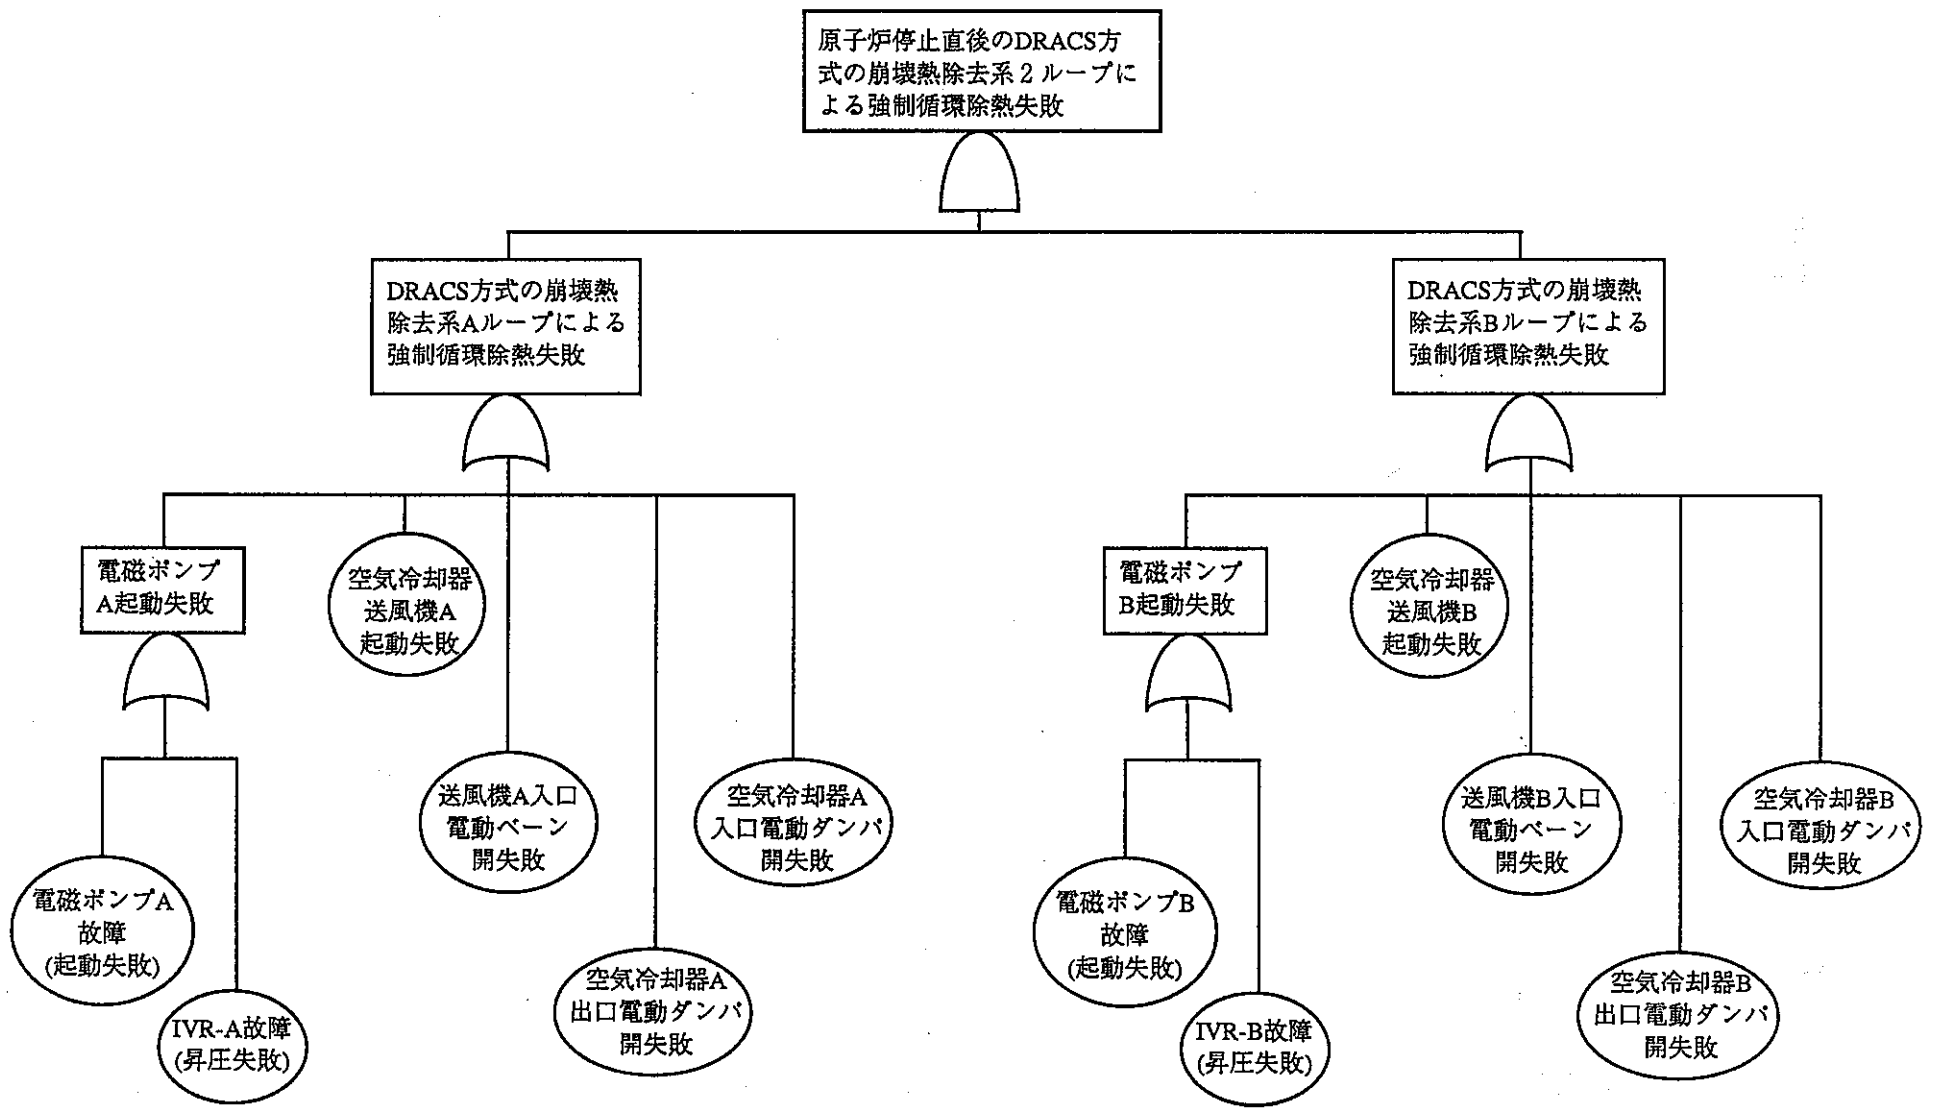 原子炉停止直後のDRACS方
式の崩壊熱除去系２ループに
よる強制循環除熱失敗
DRACS方式の崩壊熱
除去系Aループによる
強制循環除熱失敗
DRACS方式の崩壊熱
除去系Bループによる
強制循環除熱失敗
電磁ポンプ
A起動失敗
空気冷却器
送風機A
起動失敗
送風機A入口
電動ベーン
開失敗
空気冷却器A
入口電動ダンパ
開失敗
電磁ポンプA
故障
(起動失敗)
IVR-A故障
(昇圧失敗)
空気冷却器A
出口電動ダンパ
開失敗
電磁ポンプ
B起動失敗
空気冷却器
送風機B
起動失敗
送風機B入口
電動ベーン
開失敗
空気冷却器B
入口電動ダンパ
開失敗
電磁ポンプB
故障
(起動失敗)
IVR-B故障
(昇圧失敗)
空気冷却器B
出口電動ダンパ
開失敗